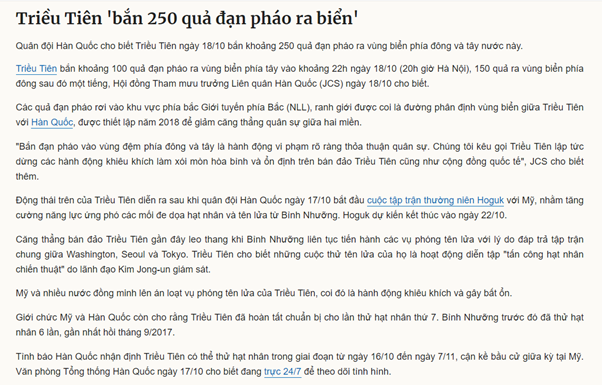 Triều Tiên 'bắn 250 quả đạn pháo ra biển'
Quân đội Hàn Quốc cho biết Triều Tiên ngày 18/10 bắn khoảng 250 quả đạn pháo ra vùng biển phía đông và tây nước này.
Triều Tiên bắn khoảng 100 quả đạn pháo ra vùng biển phía tây vào khoảng 22h ngày 18/10 (20h giờ Hà Nội), 150 quả ra vùng biển phía
đông sau đó một tiếng, Hội đồng Tham mưu trưởng Liên quân Hàn Quốc (JCS) ngày 18/10 cho biết.
Các quả đạn pháo rơi vào khu vực phía bắc Giới tuyến phía Bắc (NLL), ranh giới được coi là đường phân định vùng biển giữa Triều Tiên
với Hàn Quốc, được thiết lập năm 2018 để giảm căng thẳng quân sự giữa hai miền.
"Bắn đạn pháo vào vùng đệm phía đông và tây là hành động vi phạm rõ ràng thỏa thuận quân sự. Chúng tôi kêu gọi Triều Tiên lập tức
dừng các hành động khiêu khích làm xói mòn hòa bình và ổn định trên bán đảo Triều Tiên cũng như cộng đồng quốc tế", JCS cho biết
thêm.
Động thái trên của Triều Tiên diễn ra sau khi quân đội Hàn Quốc ngày 17/10 bắt đầu cuộc tập trận thường niên Hoguk với Mỹ, nhằm tăng
cường năng lực ứng phó các mối đe dọa hạt nhân và tên lửa từ Bình Nhưỡng. Hoguk dự kiến kết thúc vào ngày 22/10.
Căng thẳng bán đảo Triều Tiên gần đây leo thang khi Bình Nhưỡng liên tục tiến hành các vụ phóng tên lửa với lý do đáp trả tập trận
chung giữa Washington, Seoul và Tokyo. Triều Tiên cho biết những cuộc thử tên lửa của họ là hoạt động diễn tập "tấn công hạt nhân
chiến thuật" do lãnh đạo Kim Jong-un giám sát.
Mỹ và nhiều nước đồng minh lên án loạt vụ phóng tên lửa của Triều Tiên, coi đó là hành động khiêu khích và gây bất ổn.
Giới chức Mỹ và Hàn Quốc còn cho rằng Triều Tiên đã hoàn tất chuẩn bị cho lần thử hạt nhân thứ 7. Bình Nhưỡng trước đó đã thử hạt
nhân 6 lần, gần nhất hồi tháng 9/2017.
Tình báo Hàn Quốc nhận định Triều Tiên có thể thử hạt nhân trong giai đoạn từ ngày 16/10 đến ngày 7/11, cận kề bầu cử giữa kỳ tại Mỹ.
Văn phòng Tổng thống Hàn Quốc ngày 17/10 cho biết đang trực 24/7 để theo dõi tình hình.